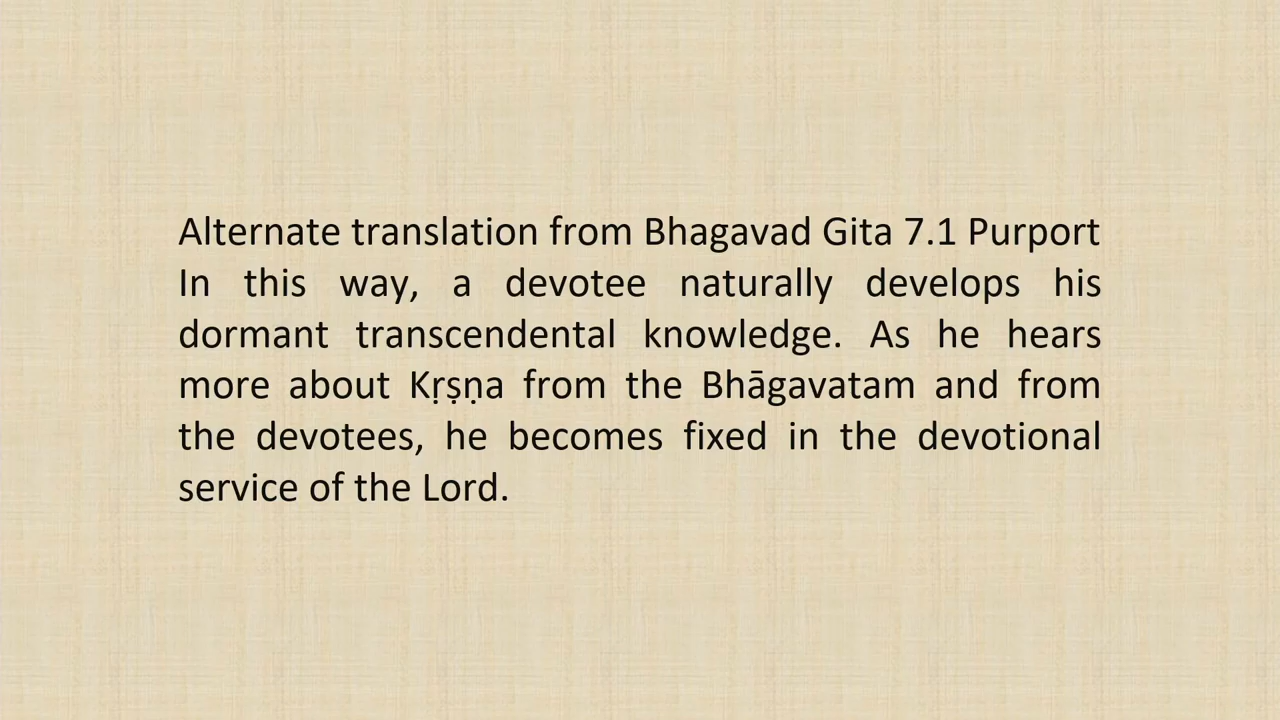 Alternate translation from Bhagavad Gita 7.1 Purport
In this way, a devotee naturally develops his
dormant transcendental knowledge. As he hears
more about Kṛṣṇa from the Bhāgavatam and from
the devotees, he becomes fixed in the devotional
service of the Lord.